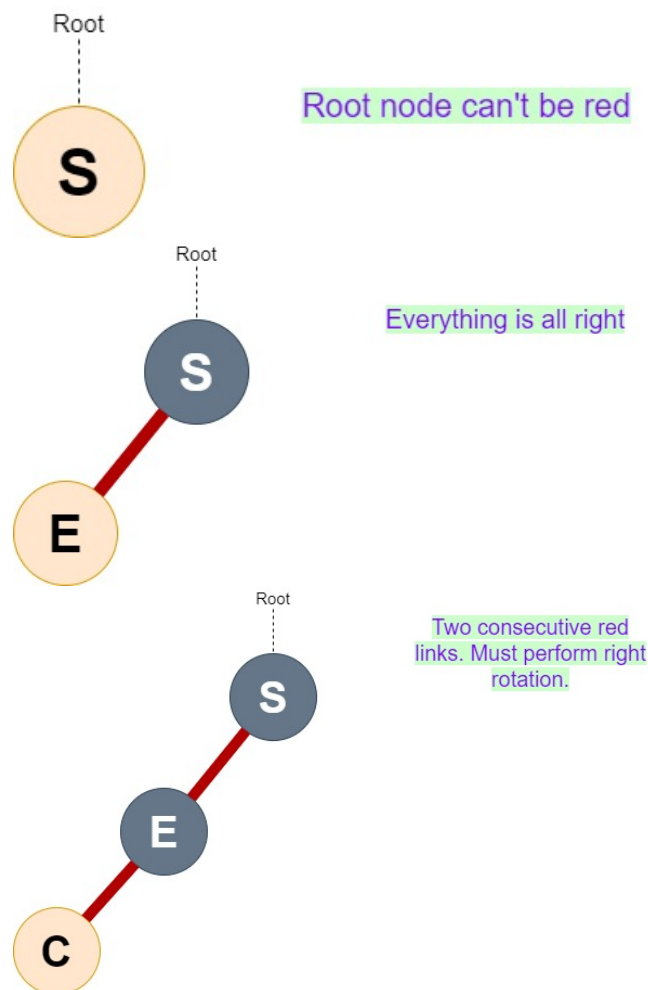 Root
Root node can't be red
S
Root
Everything is all right
S
E
Root
Two consecutive red
links. Must perform right
rotation.
S
E
C